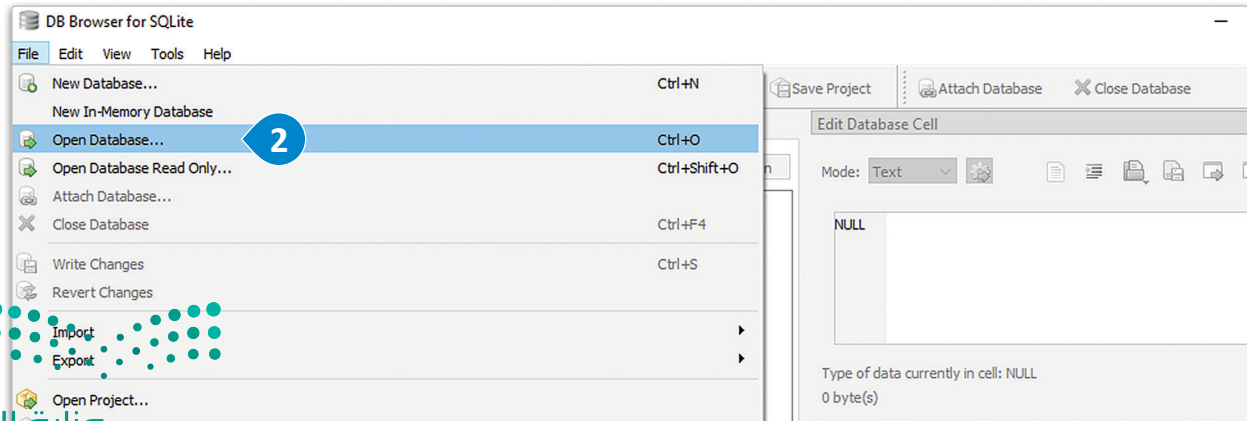 DB Browser for SQLite
File Edit View Tools Help
New Database... Ctrl+N
New In-Memory Database
Open Database... 2 Ctrl+O
Open Database Read Only... Ctrl+Shift+O
Attach Database...
Close Database Ctrl+F4
Write Changes Ctrl+S
Revert Changes
Import
Export
Open Project...
Save Project Attach Database Close Database
Edit Database Cell
Mode: Text
NULL
Type of data currently in cell: NULL
0 byte(s)